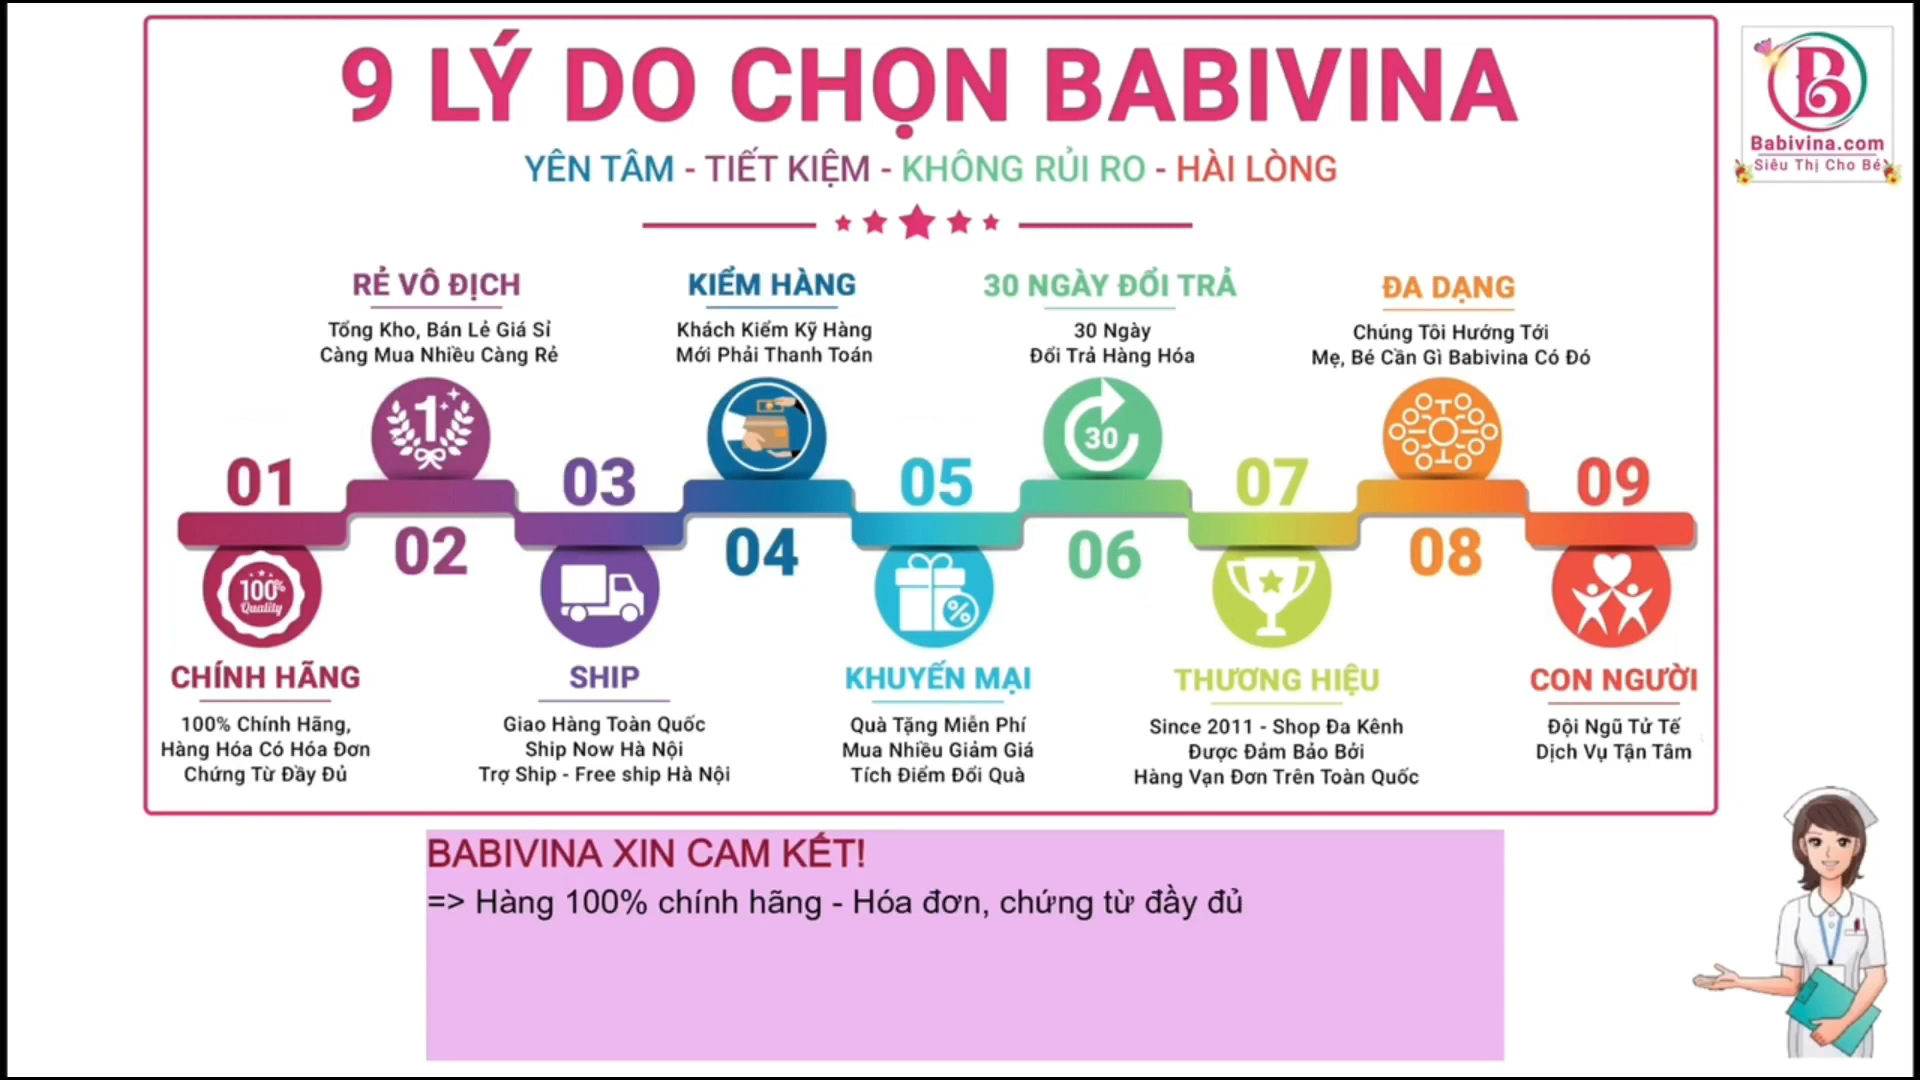 9 LÝ DO CHỌN BABIVINA
YÊN TÂM - TIẾT KIỆM - KHÔNG RỦI RO - HÀI LÒNG
B
Babivina.com
Siêu Thị Cho Bé
RẺ VÔ ĐỊCH
Tổng Kho, Bán Lẻ Giá Sỉ
Càng Mua Nhiều Càng Rẻ
KIỂM HÀNG
Khách Kiểm Kỹ Hàng
Mới Phải Thanh Toán
30 NGÀY ĐỔI TRẢ
30 Ngày
Đổi Trả Hàng Hóa
ĐA DẠNG
Chúng Tôi Hướng Tới
Mẹ, Bé Cần Gì Babivina Có Đó
1
30
01
03
05
07
09
02
04
06
08
100%
Quality
%
CHÍNH HÃNG
100% Chính Hãng,
Hàng Hóa Có Hóa Đơn
Chứng Từ Đầy Đủ
SHIP
Giao Hàng Toàn Quốc
Ship Now Hà Nội
Trợ Ship - Free ship Hà Nội
KHUYẾN MẠI
Quà Tặng Miễn Phí
Mua Nhiều Giảm Giá
Tích Điểm Đổi Quà
THƯƠNG HIỆU
Since 2011 - Shop Đa Kênh
Được Đảm Bảo Bởi
Hàng Vạn Đơn Trên Toàn Quốc
CON NGƯỜI
Đội Ngũ Tử Tế
Dịch Vụ Tận Tâm
BABIVINA XIN CAM KẾT!
=> Hàng 100% chính hãng - Hóa đơn, chứng từ đầy đủ